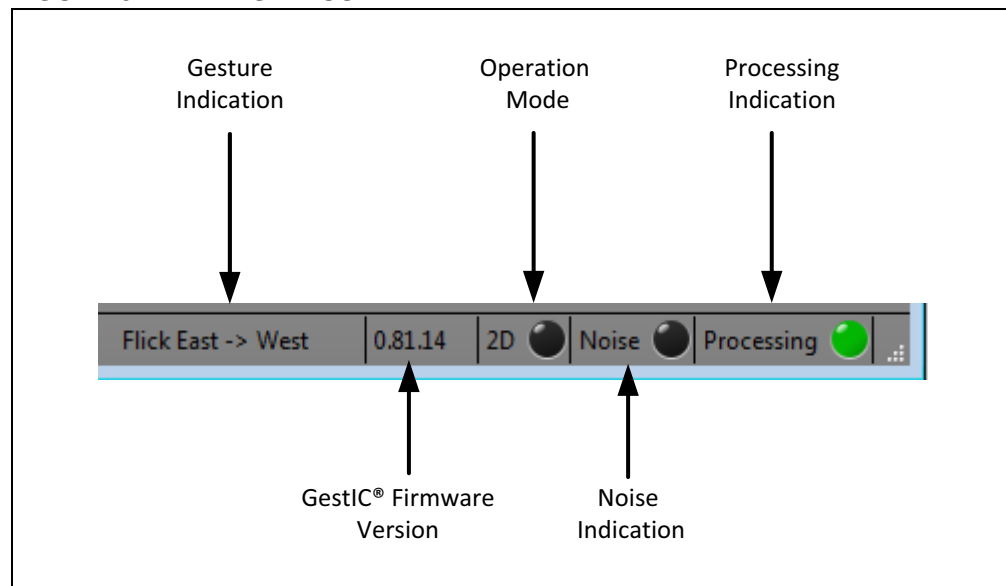 Gesture
Indication
Operation
Mode
Processing
Indication
Flick East -> West 0.81.14 2D Noise Processing
GestIC® Firmware
Version
Noise
Indication